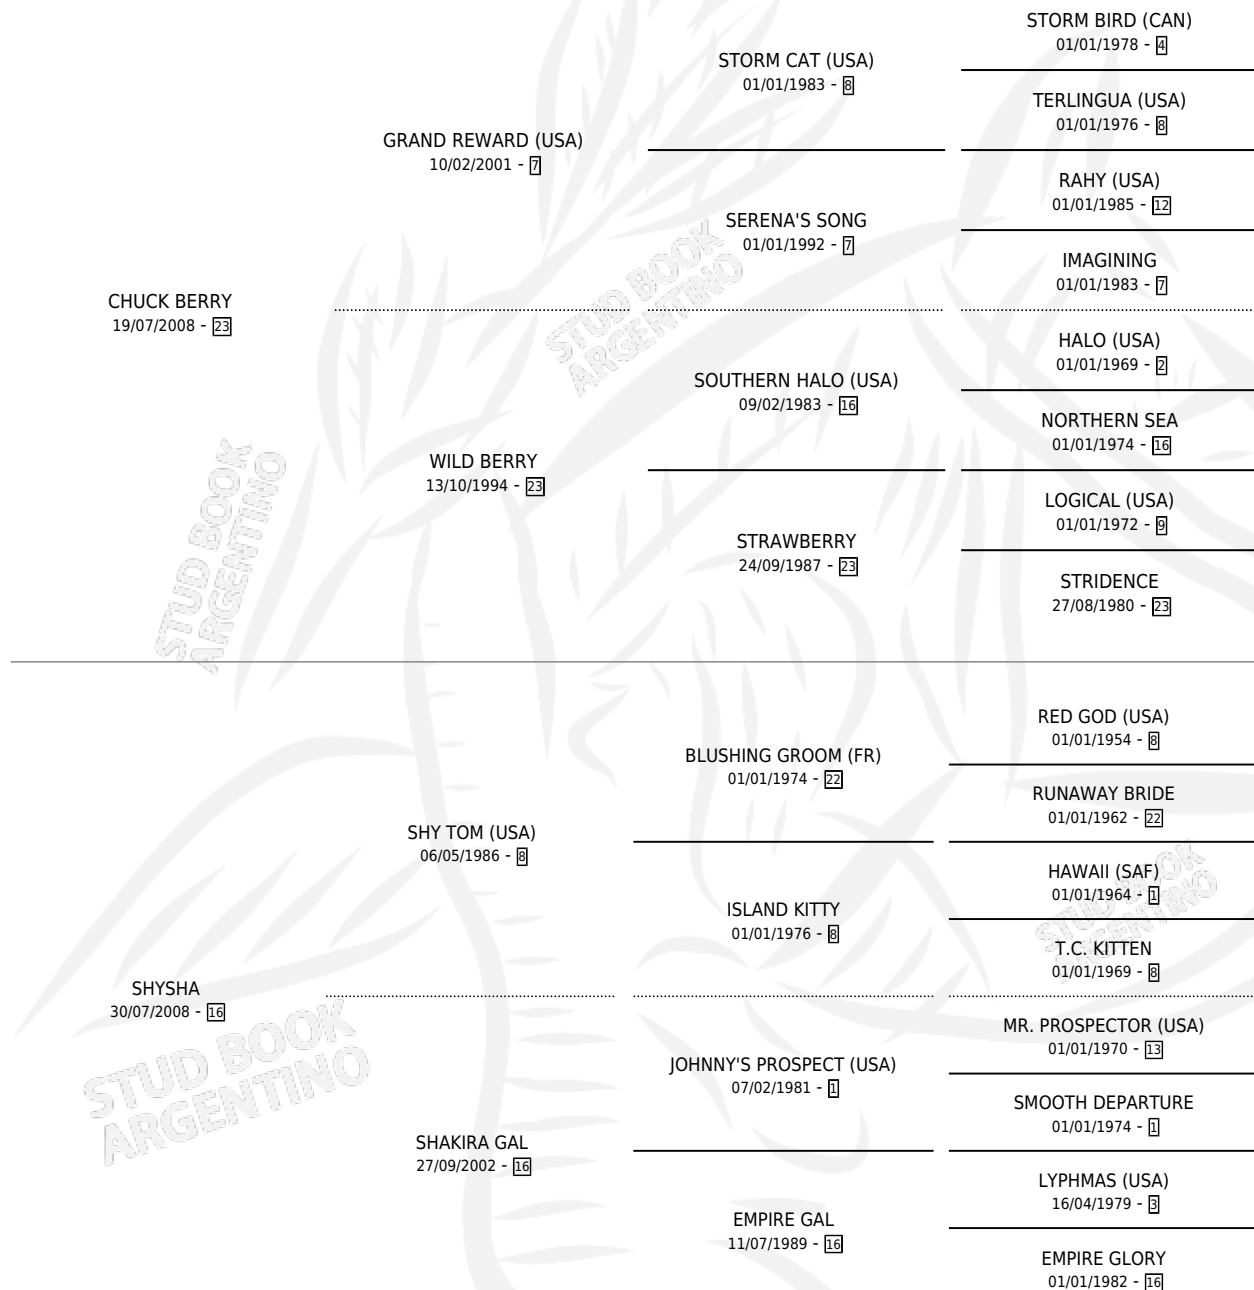 STORM BIRD (CAN)
01/01/1978 - 4
STORM CAT (USA)
01/01/1983 - 8
TERLINGUA (USA)
01/01/1976 - 8
GRAND REWARD (USA)
10/02/2001 - 7
RAHY (USA)
01/01/1985 - 12
SERENA'S SONG
01/01/1992 - 7
IMAGINING
01/01/1983 - 7
CHUCK BERRY
19/07/2008 - 23
HALO (USA)
01/01/1969 - 2
SOUTHERN HALO (USA)
09/02/1983 - 16
NORTHERN SEA
01/01/1974 - 16
WILD BERRY
13/10/1994 - 23
LOGICAL (USA)
01/01/1972 - 9
STRAWBERRY
24/09/1987 - 23
STRIDENCE
27/08/1980 - 23
RED GOD (USA)
01/01/1954 - 8
BLUSHING GROOM (FR)
01/01/1974 - 22
RUNAWAY BRIDE
01/01/1962 - 22
SHY TOM (USA)
06/05/1986 - 8
HAWAII (SAF)
01/01/1964 - 1
ISLAND KITTY
01/01/1976 - 8
T.C. KITTEN
01/01/1969 - 8
SHYSHA
30/07/2008 - 16
MR. PROSPECTOR (USA)
01/01/1970 - 13
JOHNNY'S PROSPECT (USA)
07/02/1981 - 1
SMOOTH DEPARTURE
01/01/1974 - 1
SHAKIRA GAL
27/09/2002 - 16
LYPHMAS (USA)
16/04/1979 - 3
EMPIRE GAL
11/07/1989 - 16
EMPIRE GLORY
01/01/1982 - 16
STUD BOOK
ARGENTINO
STUD BOOK
ARGENTINO
STUD BOOK
ARGENTINO
STUD BOOK
ARGENTINO